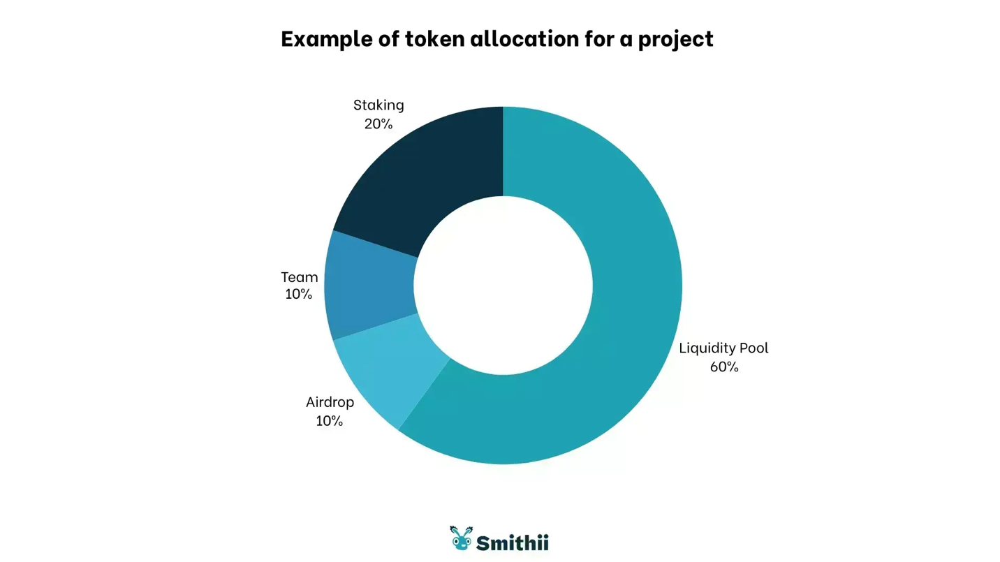 Example of token allocation for a project
Staking
20%
Team
10%
Liquidity Pool
60%
Airdrop
10%
Smithii